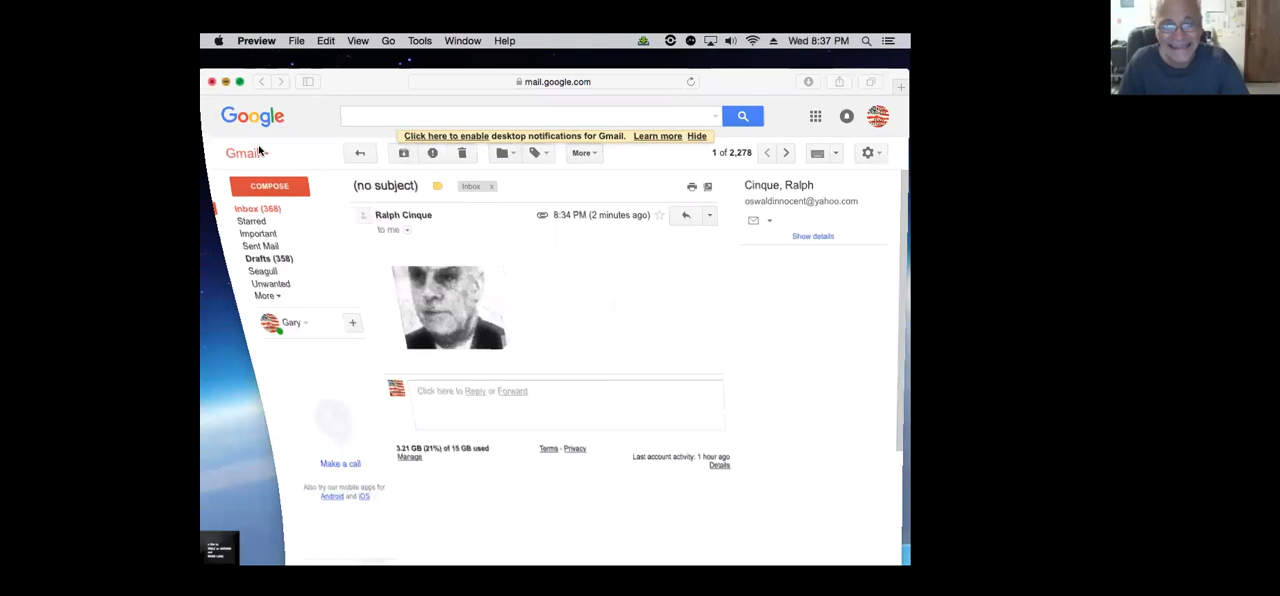 Preview File Edit View Go Tools Window Help Wed 8:37 PM
mail.google.com
Google
Click here to enable desktop notifications for Gmail. Learn more Hide
Gmail More 1 of 2,278
COMPOSE (no subject) Inbox x Cinque, Ralph
oswaldinnocent@yahoo.com
Inbox (368) Ralph Cinque 8:34 PM (2 minutes ago)
Starred to me
Important Show details
Sent Mail
Drafts (358)
Seagull
Unwanted
More
Gary
Click here to Reply or Forward
3.21 GB (21%) of 15 GB used Terms - Privacy Last account activity: 1 hour ago
Manage Details
Make a call
Also try our mobile apps for
Android and iOS